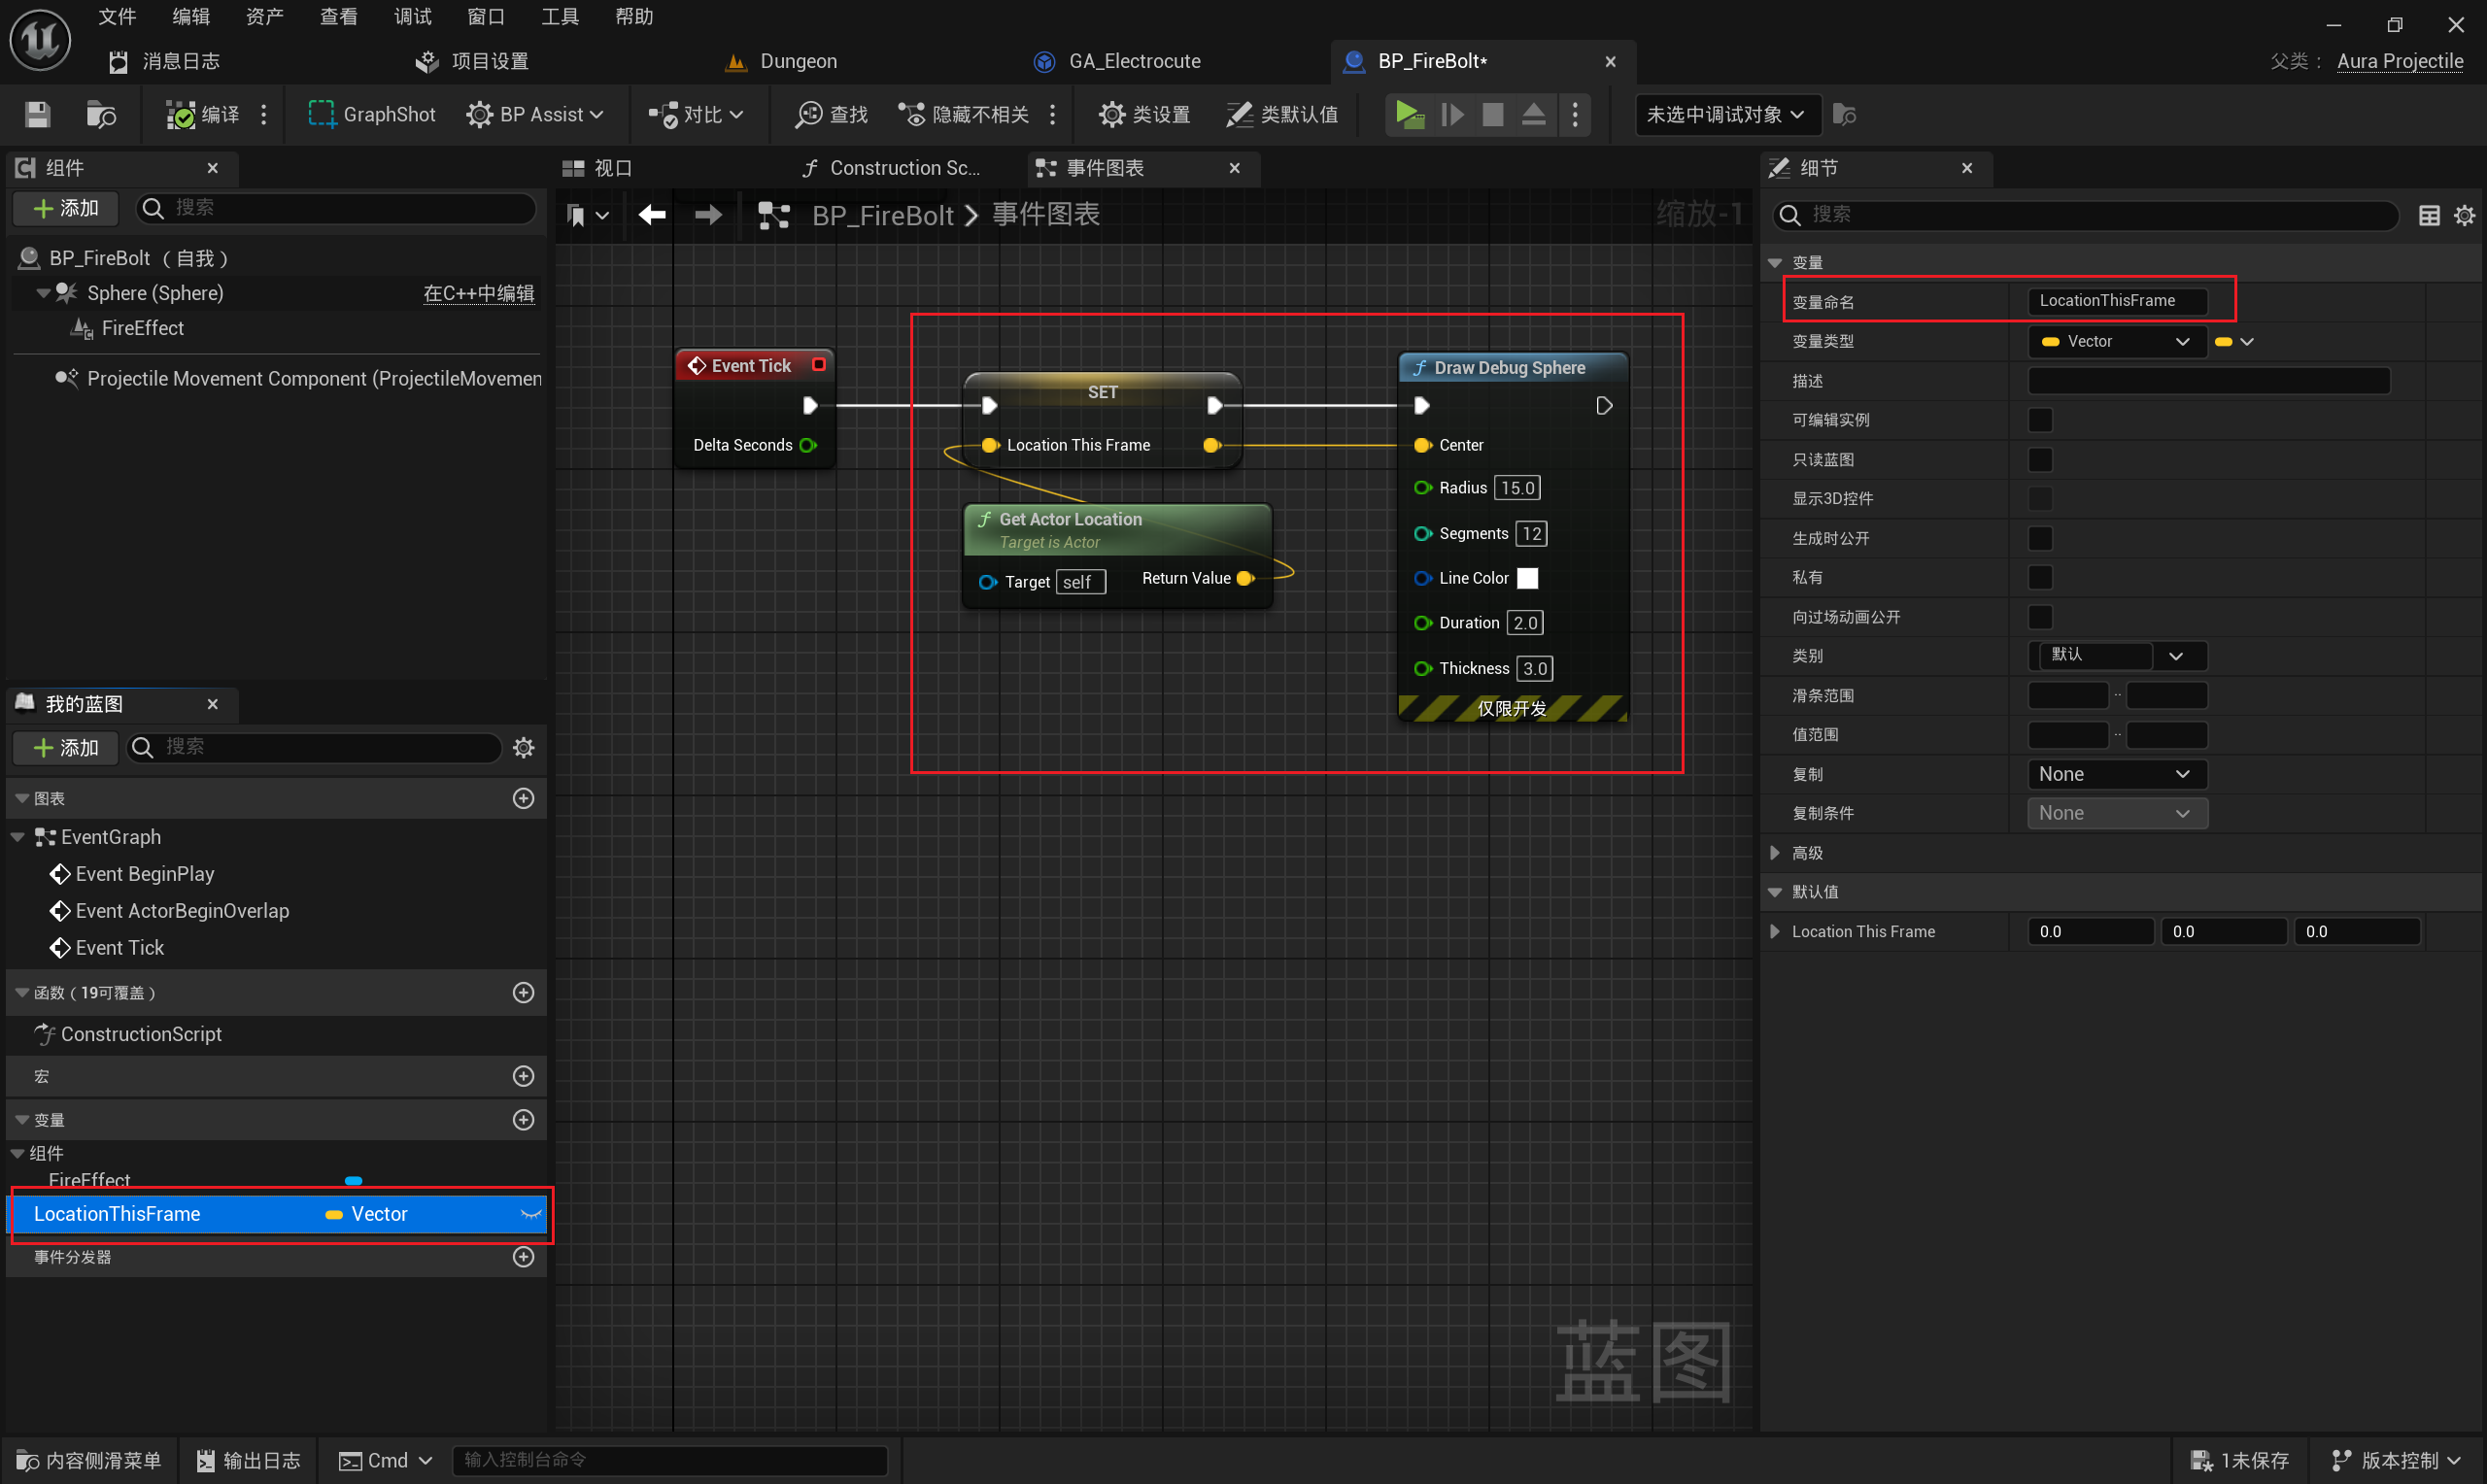 文件 编辑 资产 查看 调试 窗口 工具 帮助
消息日志 项目设置 Dungeon GA_Electrocute BP_FireBolt* 父类： Aura Projectile
编译 GraphShot BP Assist 对比 查找 隐藏不相关 类设置 类默认值 未选中调试对象
组件
添加 搜索
BP_FireBolt （自我）
Sphere (Sphere) 在C++中编辑
FireEffect
Projectile Movement Component (ProjectileMovemen
我的蓝图
添加 搜索
图表
EventGraph
Event BeginPlay
Event ActorBeginOverlap
Event Tick
函数（19可覆盖）
ConstructionScript
宏
变量
组件
FireEffect
LocationThisFrame Vector
事件分发器
视口 Construction Sc... 事件图表
BP_FireBolt 事件图表 缩放-1
Event Tick
Delta Seconds
SET
Location This Frame
Get Actor Location
Target is Actor
Target self Return Value
Draw Debug Sphere
Center
Radius 15.0
Segments 12
Line Color
Duration 2.0
Thickness 3.0
仅限开发
蓝图
细节
搜索
变量
变量命名 LocationThisFrame
变量类型 Vector
描述
可编辑实例
只读蓝图
显示3D控件
生成时公开
私有
向过场动画公开
类别 默认
滑条范围
值范围
复制 None
复制条件 None
高级
默认值
Location This Frame 0.0 0.0 0.0
内容侧滑菜单 输出日志 Cmd 输入控制台命令 1未保存 版本控制